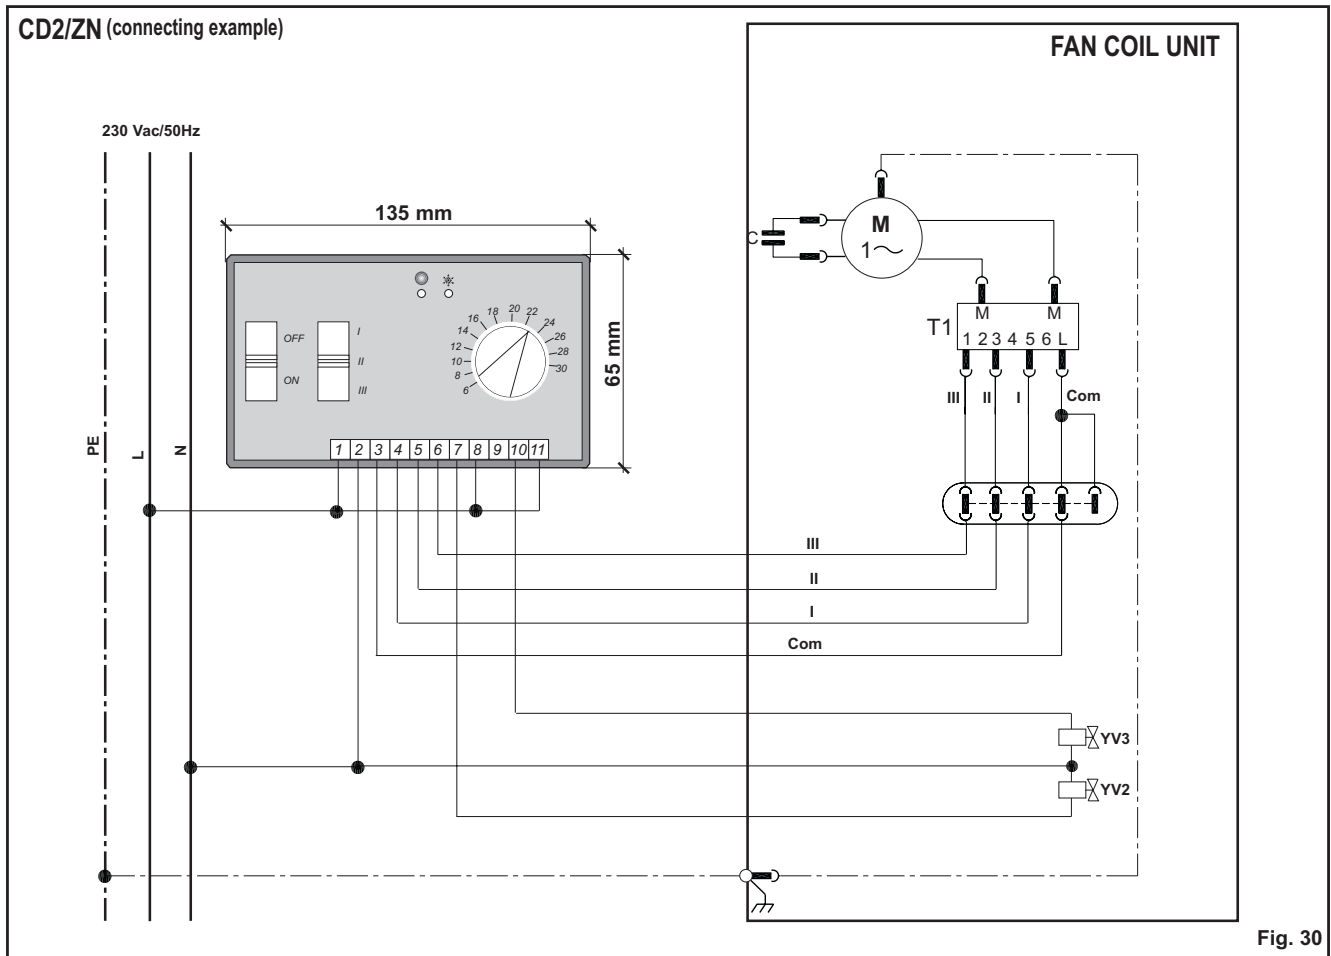 CD2/ZN (connecting example)
FAN COIL UNIT
230 Vac/50Hz
135 mm
65 mm
OFF
ON
I
II
III
6
8
10
12
14
16
18
20
22
24
26
28
30
1 2 3 4 5 6 7 8 9 10 11
PE
L
N
C
M
1~
M M
T1
1 2 3 4 5 6 L
III II I Com
III
II
I
Com
YV3
YV2
Fig. 30